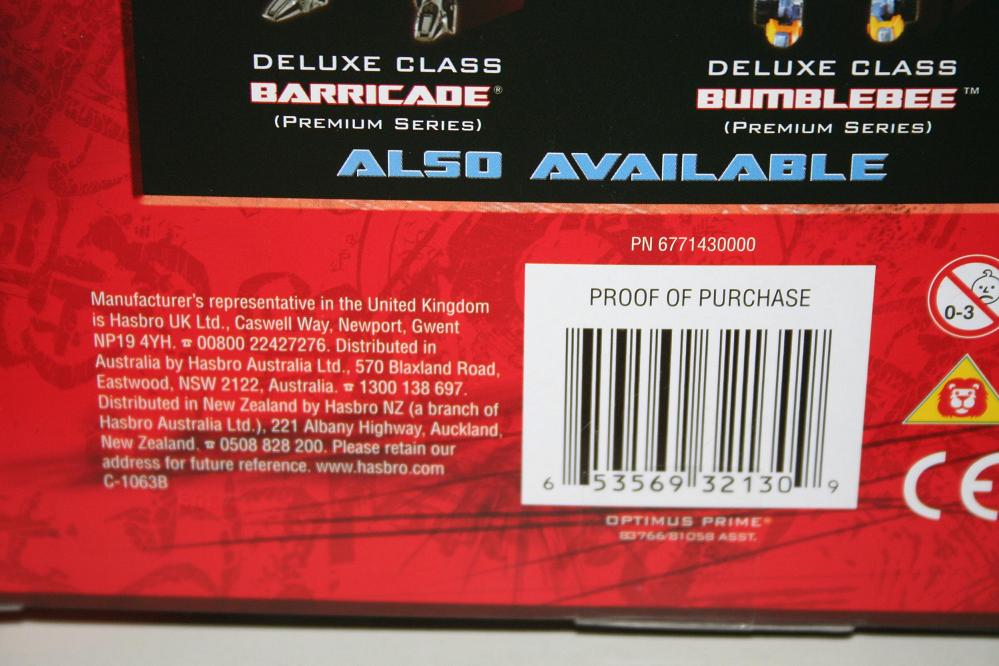 DELUXE CLASS
BARRICADE®
(PREMIUM SERIES)
DELUXE CLASS
BUMBLEBEE™
(PREMIUM SERIES)
ALSO AVAILABLE
PN 6771430000
Manufacturer's representative in the United Kingdom
is Hasbro UK Ltd., Caswell Way, Newport, Gwent
NP19 4YH. ☎ 00800 22427276. Distributed in
Australia by Hasbro Australia Ltd., 570 Blaxland Road,
Eastwood, NSW 2122, Australia. ☎ 1300 138 697.
Distributed in New Zealand by Hasbro NZ (a branch of
Hasbro Australia Ltd.), 221 Albany Highway, Auckland,
New Zealand. ☎ 0508 828 200. Please retain our
address for future reference. www.hasbro.com
C-1063B
PROOF OF PURCHASE
6 53569 32130 9
OPTIMUS PRIME®
83766/81058 ASST.
0-3
CE